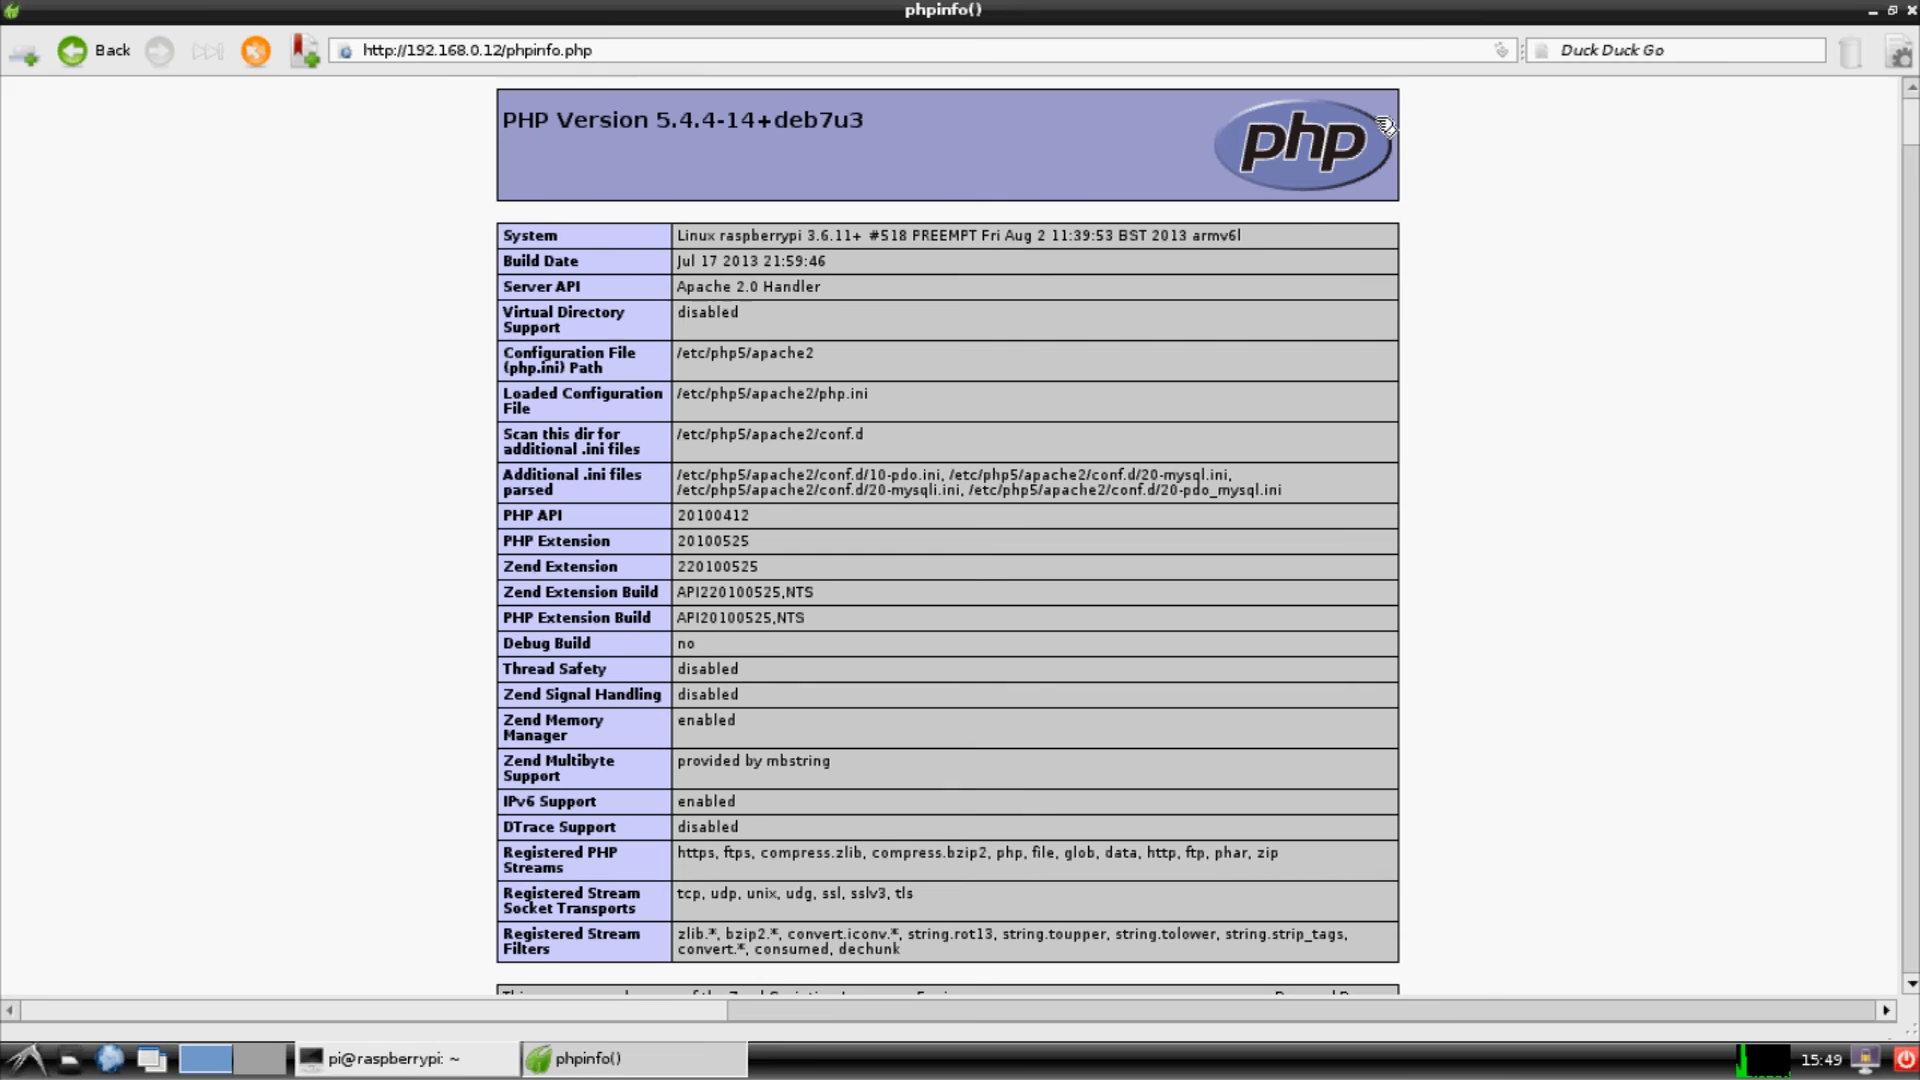 phpinfo()
Back
http://192.168.0.12/phpinfo.php
Duck Duck Go
PHP Version 5.4.4-14+deb7u3
php
System Linux raspberrypi 3.6.11+ #518 PREEMPT Fri Aug 2 11:39:53 BST 2013 armv6l
Build Date Jul 17 2013 21:59:46
Server API Apache 2.0 Handler
Virtual Directory disabled
Support
Configuration File /etc/php5/apache2
(php.ini) Path
Loaded Configuration /etc/php5/apache2/php.ini
File
Scan this dir for /etc/php5/apache2/conf.d
additional .ini files
Additional .ini files /etc/php5/apache2/conf.d/10-pdo.ini, /etc/php5/apache2/conf.d/20-mysql.ini,
parsed /etc/php5/apache2/conf.d/20-mysqli.ini, /etc/php5/apache2/conf.d/20-pdo_mysql.ini
PHP API 20100412
PHP Extension 20100525
Zend Extension 220100525
Zend Extension Build API220100525,NTS
PHP Extension Build API20100525,NTS
Debug Build no
Thread Safety disabled
Zend Signal Handling disabled
Zend Memory enabled
Manager
Zend Multibyte provided by mbstring
Support
IPv6 Support enabled
DTrace Support disabled
Registered PHP https, ftps, compress.zlib, compress.bzip2, php, file, glob, data, http, ftp, phar, zip
Streams
Registered Stream tcp, udp, unix, udg, ssl, sslv3, tls
Socket Transports
Registered Stream zlib.*, bzip2.*, convert.iconv.*, string.rot13, string.toupper, string.tolower, string.strip_tags,
Filters convert.*, consumed, dechunk
pi@raspberrypi: ~
phpinfo()
15:49